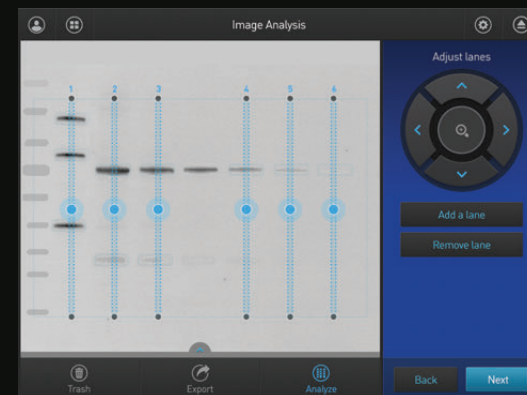 Image Analysis
Adjust lanes
1 2 3 4 5 6
Add a lane
Remove lane
Trash
Export
Analyze
Back
Next